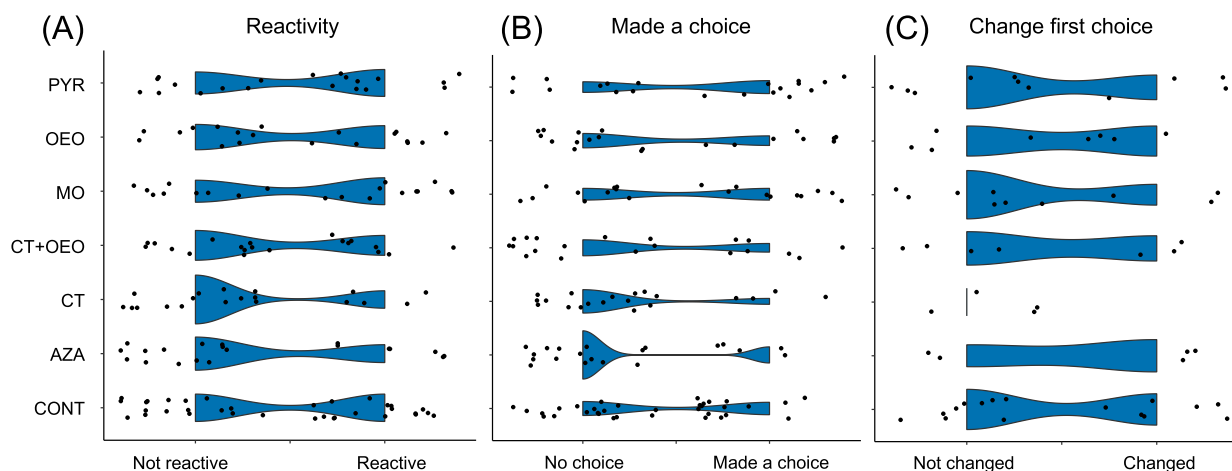 (A) Reactivity
(B) Made a choice
(C) Change first choice
PYR
OEO
MO
CT+OEO
CT
AZA
CONT
Not reactive Reactive
No choice Made a choice
Not changed Changed